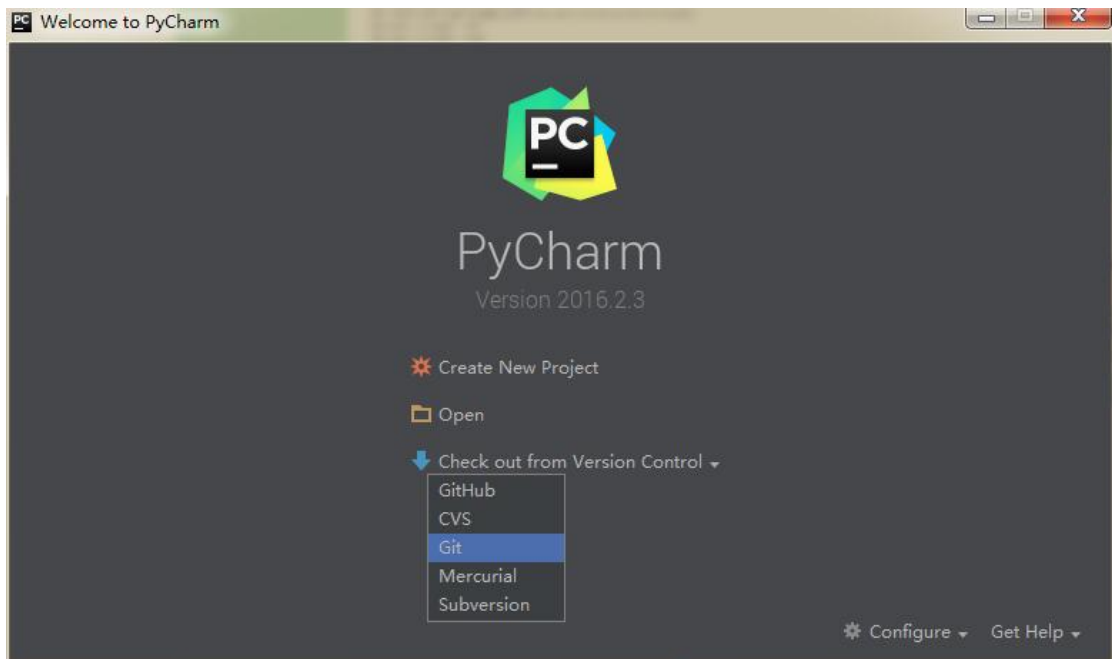 PC Welcome to PyCharm
PC
PyCharm
Version 2016.2.3
Create New Project
Open
Check out from Version Control
GitHub
CVS
Git
Mercurial
Subversion
Configure Get Help